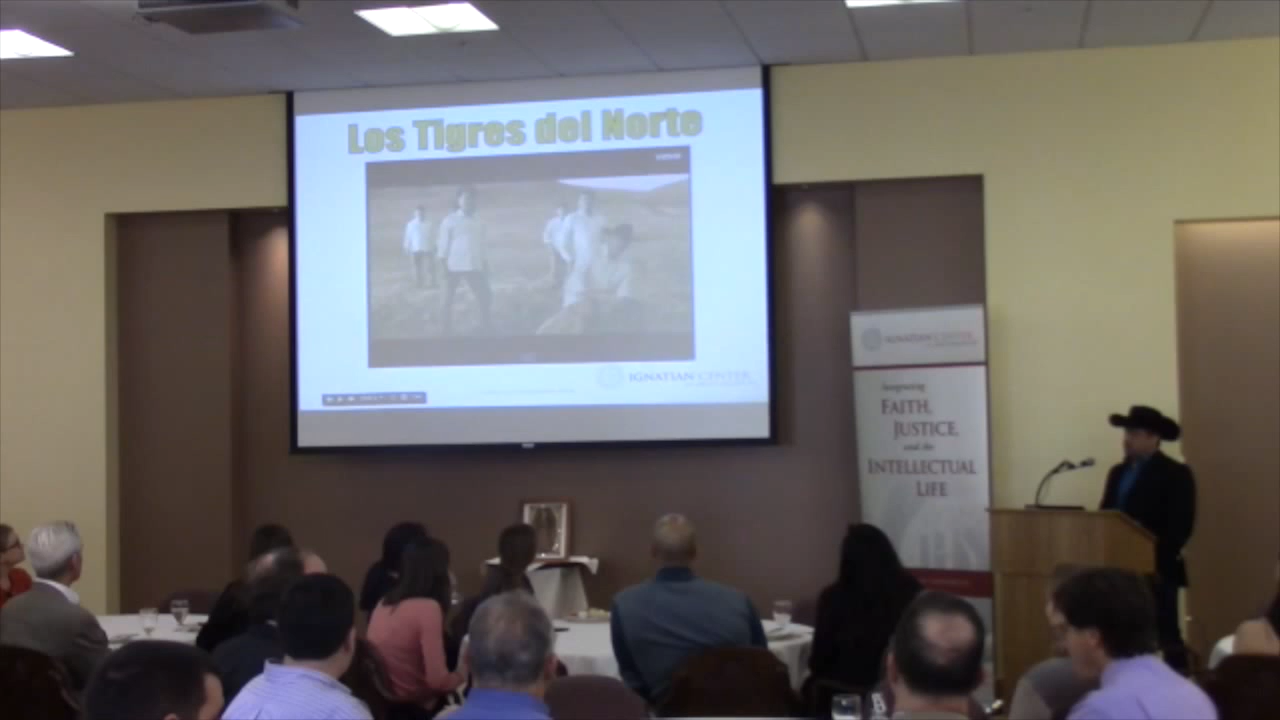 Los Tigres del Norte
IGNATIAN CENTER
IGNATIAN CENTER
Integrating
FAITH,
JUSTICE,
and the
INTELLECTUAL
LIFE